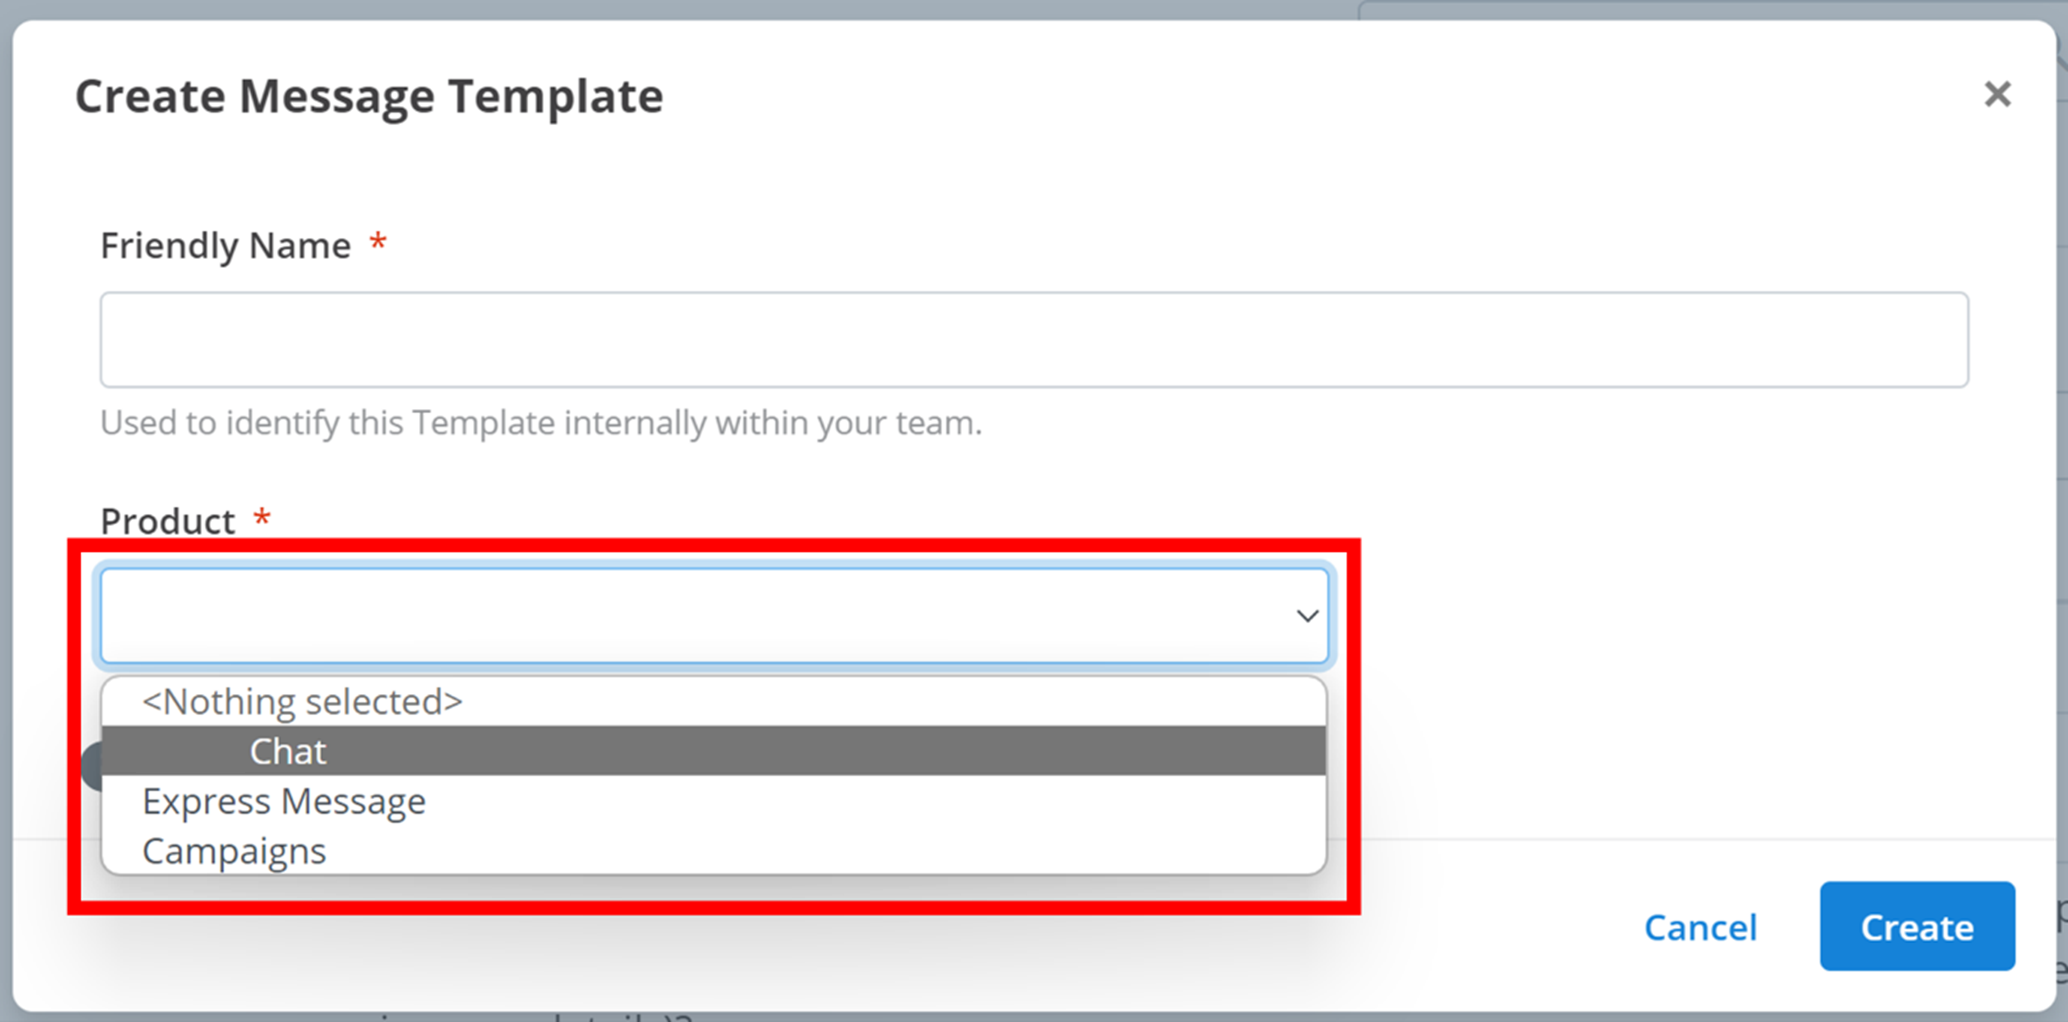 Create Message Template
×
Friendly Name *
Used to identify this Template internally within your team.
Product *
<Nothing selected>
Chat
Express Message
Campaigns
Cancel
Create